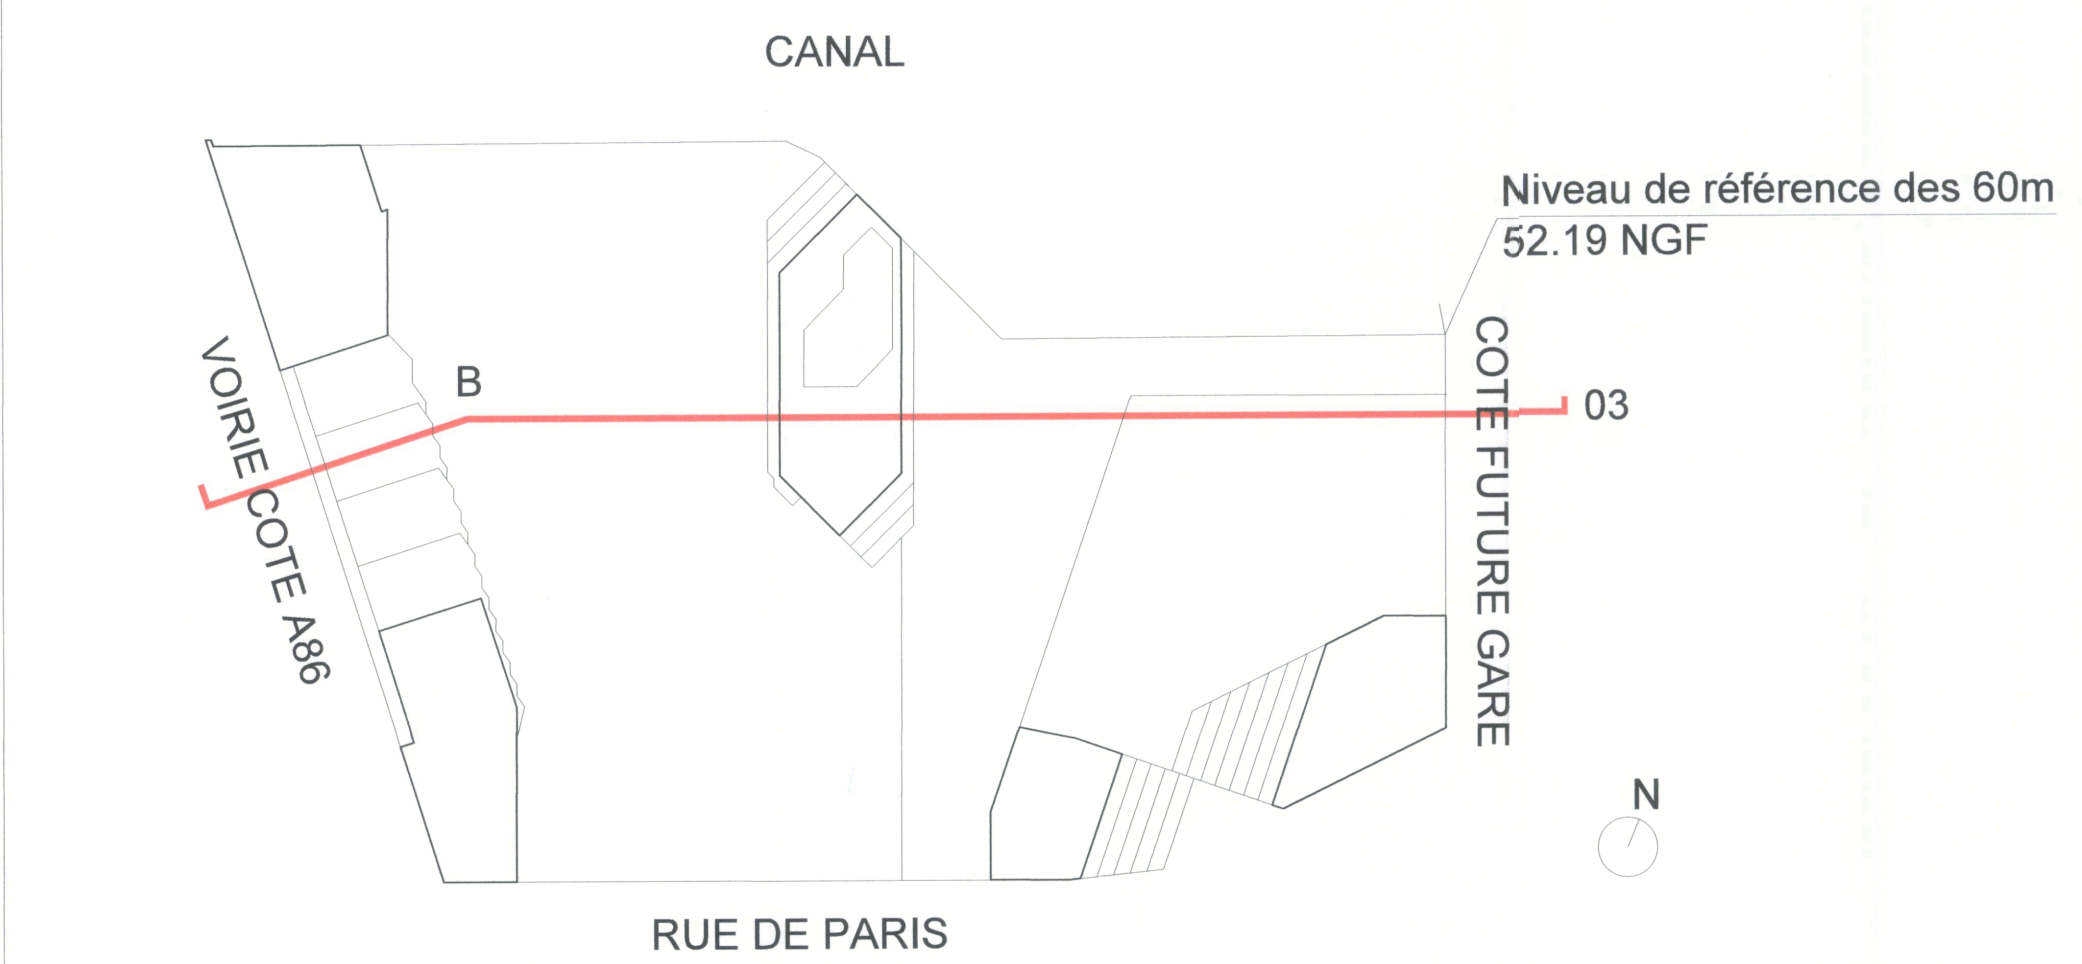 CANAL
Niveau de référence des 60m
52.19 NGF
COTE FUTURE GARE
VOIRIE COTE A86
B
03
N
RUE DE PARIS